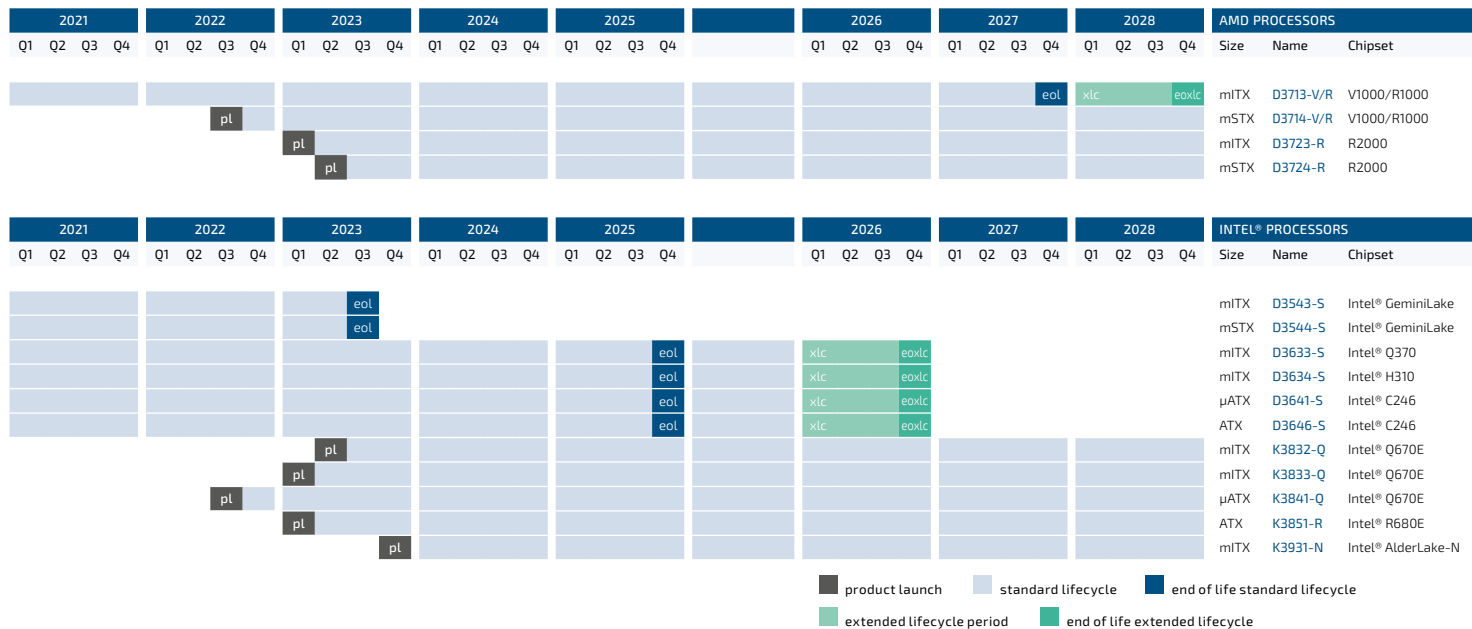 2021 2022 2023 2024 2025 2026 2027 2028 AMD PROCESSORS
Q1 Q2 Q3 Q4 Q1 Q2 Q3 Q4 Q1 Q2 Q3 Q4 Q1 Q2 Q3 Q4 Q1 Q2 Q3 Q4 Q1 Q2 Q3 Q4 Q1 Q2 Q3 Q4 Q1 Q2 Q3 Q4 Size Name Chipset
eol xlc eoxlc mITX D3713-V/R V1000/R1000
pl mSTX D3714-V/R V1000/R1000
pl mITX D3723-R R2000
pl mSTX D3724-R R2000
2021 2022 2023 2024 2025 2026 2027 2028 INTEL® PROCESSORS
Q1 Q2 Q3 Q4 Q1 Q2 Q3 Q4 Q1 Q2 Q3 Q4 Q1 Q2 Q3 Q4 Q1 Q2 Q3 Q4 Q1 Q2 Q3 Q4 Q1 Q2 Q3 Q4 Q1 Q2 Q3 Q4 Size Name Chipset
eol mITX D3543-S Intel® GeminiLake
eol mSTX D3544-S Intel® GeminiLake
eol xlc eoxlc mITX D3633-S Intel® Q370
eol xlc eoxlc mITX D3634-S Intel® H310
eol xlc eoxlc µATX D3641-S Intel® C246
eol xlc eoxlc ATX D3646-S Intel® C246
pl mITX K3832-Q Intel® Q670E
pl mITX K3833-Q Intel® Q670E
pl µATX K3841-Q Intel® Q670E
pl ATX K3851-R Intel® R680E
pl mITX K3931-N Intel® AlderLake-N
product launch standard lifecycle end of life standard lifecycle
extended lifecycle period end of life extended lifecycle